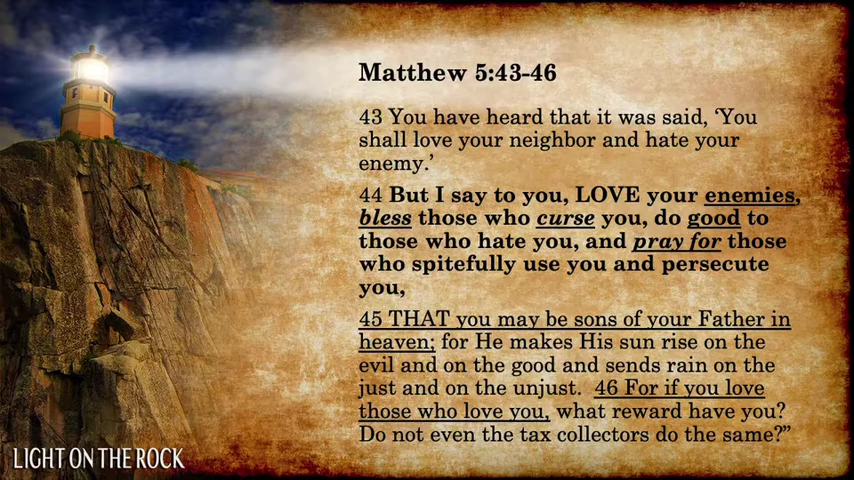 Matthew 5:43-46
43 You have heard that it was said, ‘You
shall love your neighbor and hate your
enemy.’
44 But I say to you, LOVE your enemies,
bless those who curse you, do good to
those who hate you, and pray for those
who spitefully use you and persecute
you,
45 THAT you may be sons of your Father in
heaven; for He makes His sun rise on the
evil and on the good and sends rain on the
just and on the unjust.  46 For if you love
those who love you, what reward have you?
Do not even the tax collectors do the same?”
LIGHT ON THE ROCK